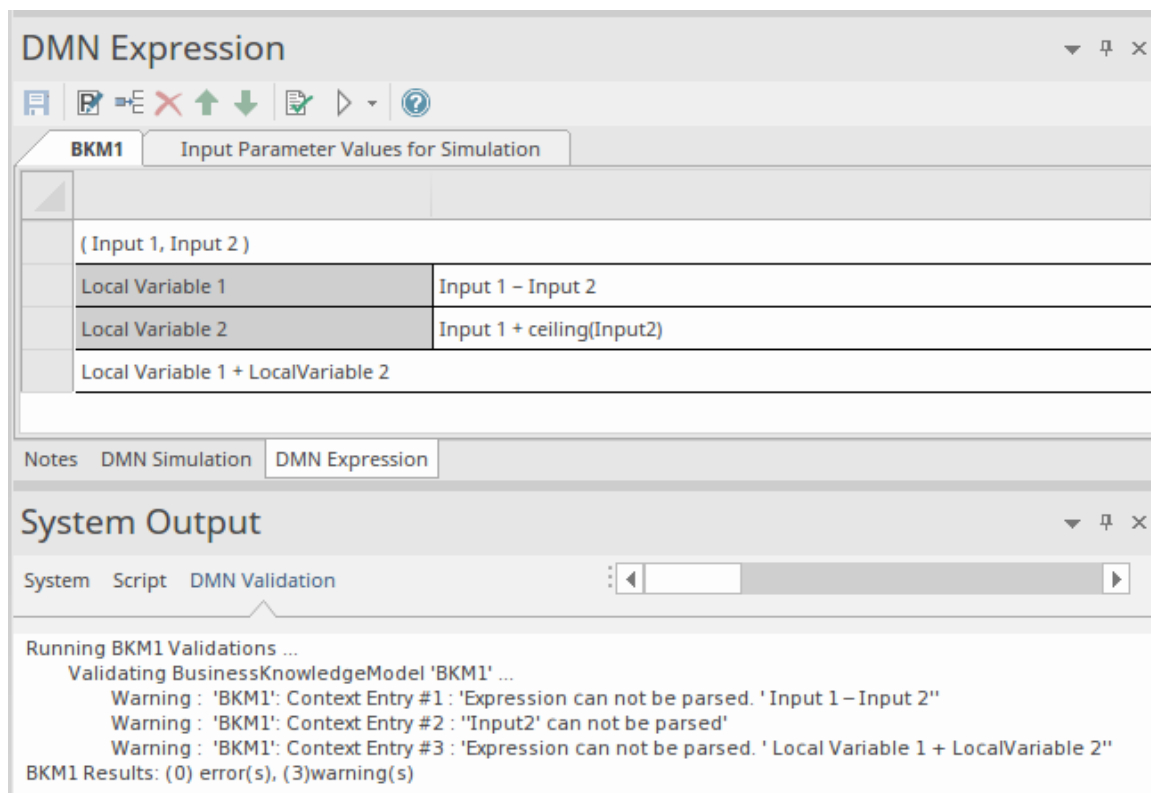 DMN Expression
BKM1 Input Parameter Values for Simulation
( Input 1, Input 2 )
Local Variable 1 Input 1 – Input 2
Local Variable 2 Input 1 + ceiling(Input2)
Local Variable 1 + LocalVariable 2
Notes DMN Simulation DMN Expression
System Output
System Script DMN Validation
Running BKM1 Validations ...
Validating BusinessKnowledgeModel 'BKM1' ...
Warning : 'BKM1': Context Entry #1 : 'Expression can not be parsed. ' Input 1 – Input 2''
Warning : 'BKM1': Context Entry #2 : ''Input2' can not be parsed'
Warning : 'BKM1': Context Entry #3 : 'Expression can not be parsed. ' Local Variable 1 + LocalVariable 2''
BKM1 Results: (0) error(s), (3)warning(s)